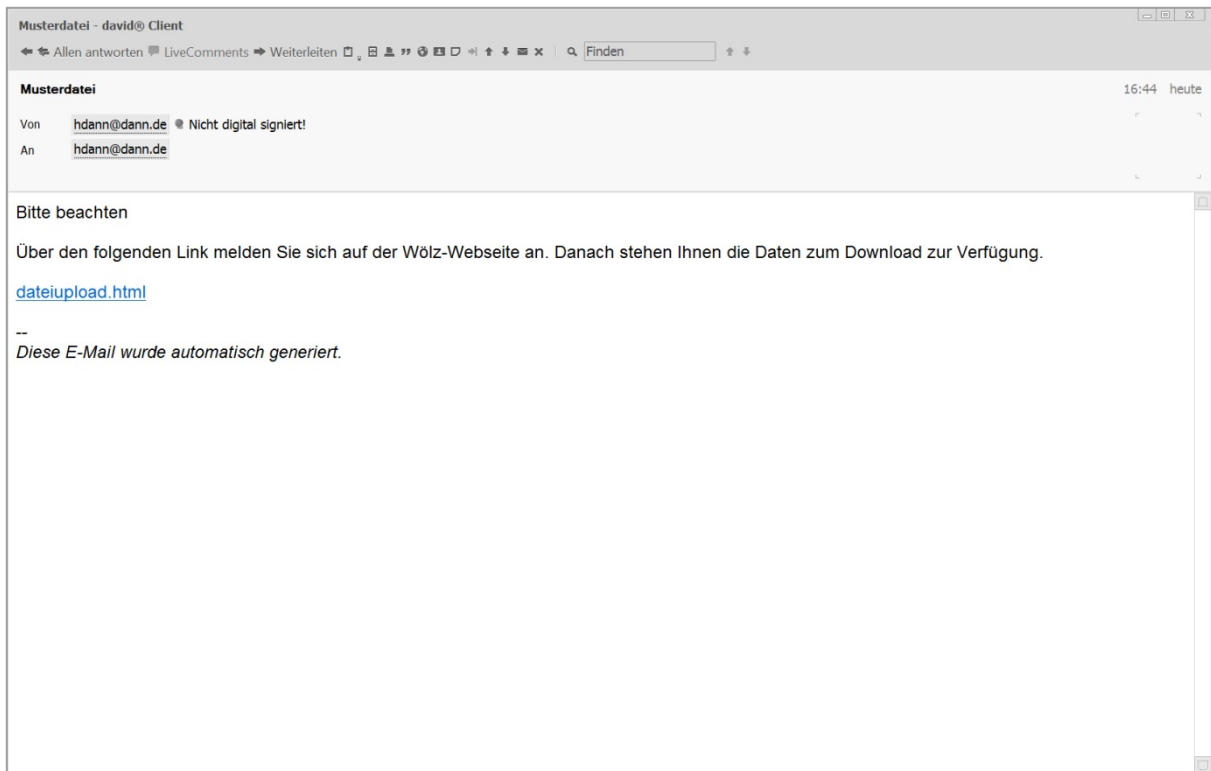 Musterdatei - david® Client
Allen antworten LiveComments Weiterleiten Finden
Musterdatei 16:44 heute
Von hdann@dann.de Nicht digital signiert!
An hdann@dann.de
Bitte beachten
Über den folgenden Link melden Sie sich auf der Wölz-Webseite an. Danach stehen Ihnen die Daten zum Download zur Verfügung.
dateiupload.html
--
Diese E-Mail wurde automatisch generiert.